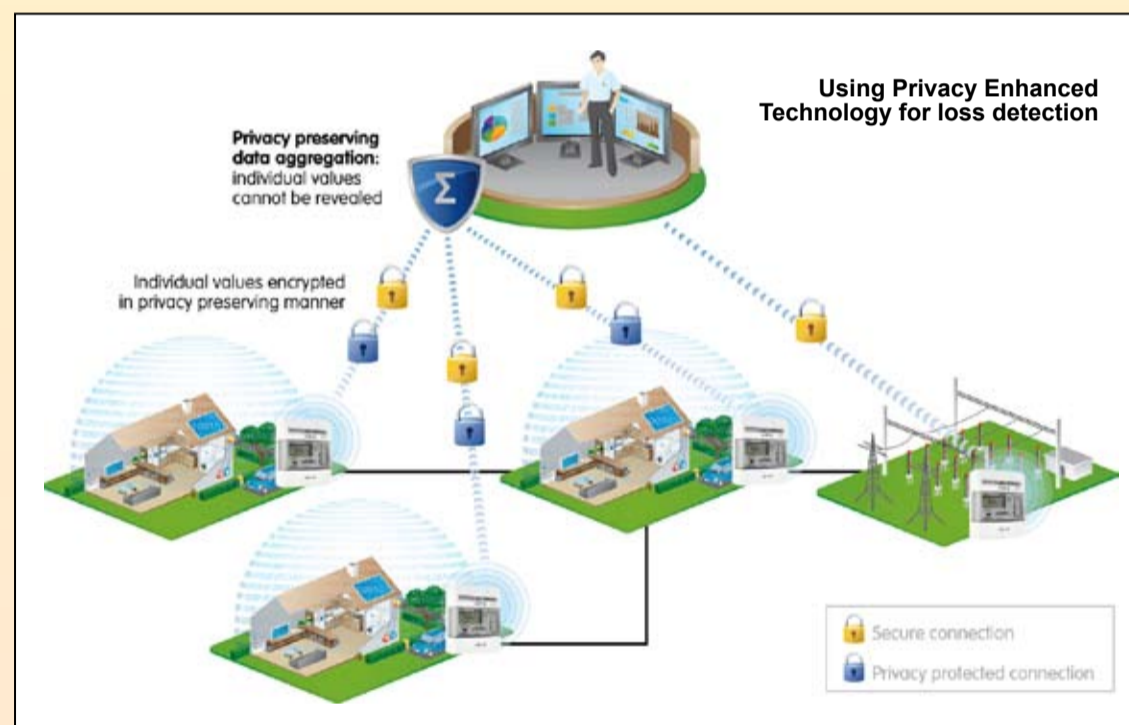 Using Privacy Enhanced
Technology for loss detection
Privacy preserving
data aggregation:
individual values
cannot be revealed
Σ
Individual values encrypted
in privacy preserving manner
Secure connection
Privacy protected connection